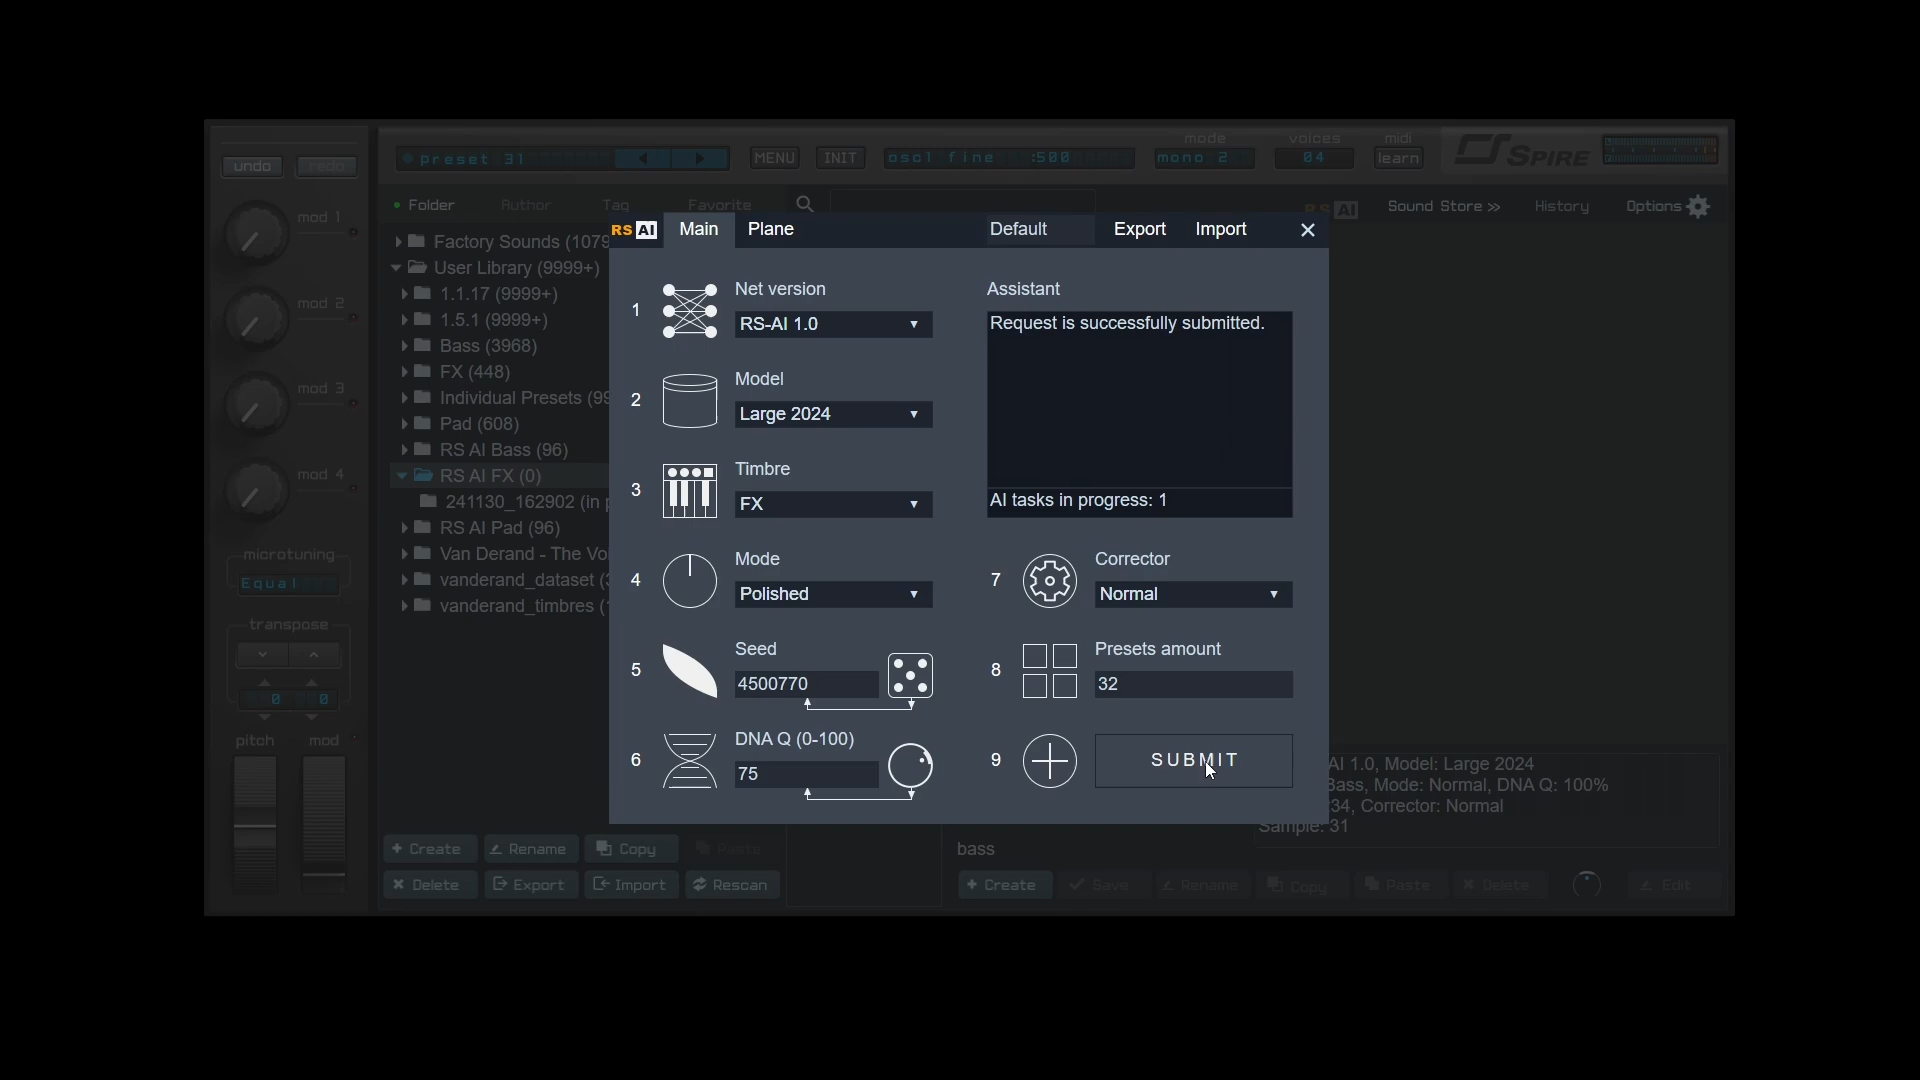 undo
redo
preset 31
MENU
INIT
osc1 fine :500
mode
mono 2
voices
04
midi
learn
SPIRE
mod 1
mod 2
mod 3
mod 4
microtuning
Equal
transpose
0 0
pitch mod
Folder Author Tag Favorite
RS AI Sound Store >> History Options
Factory Sounds (1079
User Library (9999+)
1.1.17 (9999+)
1.5.1 (9999+)
Bass (3968)
FX (448)
Individual Presets (99
Pad (608)
RS AI Bass (96)
RS AI FX (0)
241130_162902 (in p
RS AI Pad (96)
Van Derand - The Vo
vanderand_dataset (
vanderand_timbres (
RS AI Main Plane Default Export Import
1 Net version
RS-AI 1.0
2 Model
Large 2024
3 Timbre
FX
4 Mode
Polished
5 Seed
4500770
6 DNA Q (0-100)
75
Assistant
Request is successfully submitted.
AI tasks in progress: 1
7 Corrector
Normal
8 Presets amount
32
9 SUBMIT
AI 1.0, Model: Large 2024
Bass, Mode: Normal, DNA Q: 100%
34, Corrector: Normal
Sample: 31
Create Rename Copy Paste
Delete Export Import Rescan
bass
Create Save Rename Copy Paste Delete Edit